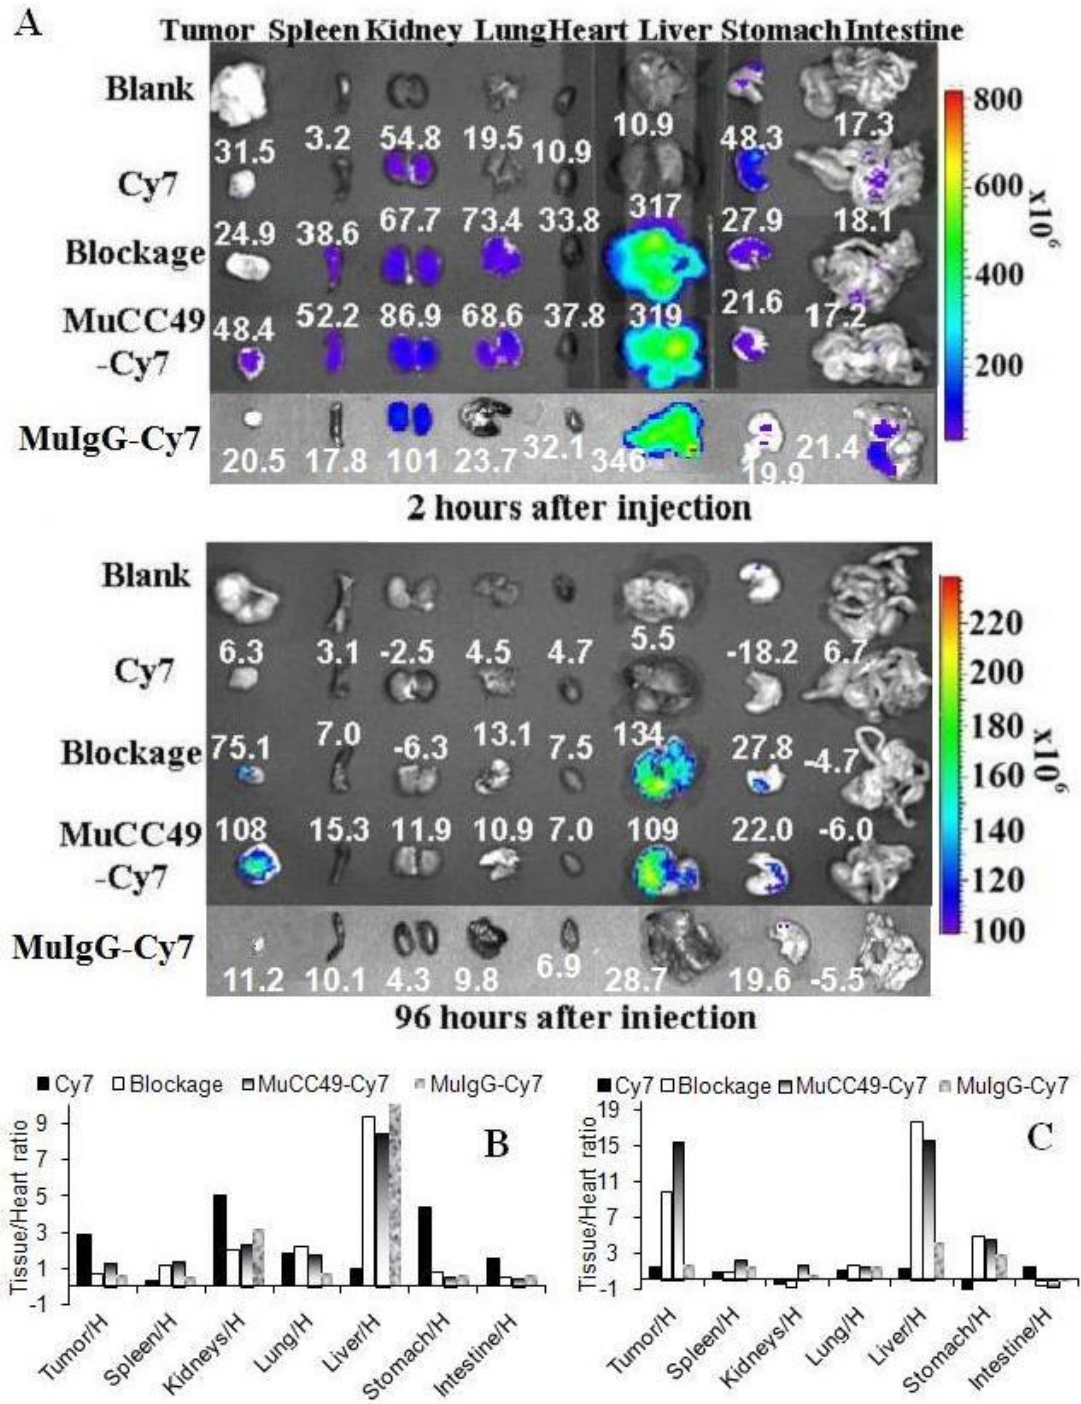 A
Tumor Spleen Kidney Lung Heart Liver Stomach Intestine
Blank
31.5 3.2 54.8 19.5 10.9 10.9 48.3 17.3
Cy7
24.9 38.6 67.7 73.4 33.8 317 27.9 18.1
Blockage
48.4 52.2 86.9 68.6 37.8 319 21.6 17.2
MuCC49
-Cy7
MuIgG-Cy7
20.5 17.8 101 23.7 32.1 346 19.9 21.4
800
600
400
200
x10⁶
2 hours after injection
Blank
6.3 3.1 -2.5 4.5 4.7 5.5 -18.2 6.7
Cy7
75.1 7.0 -6.3 13.1 7.5 134 27.8 -4.7
Blockage
108 15.3 11.9 10.9 7.0 109 22.0 -6.0
MuCC49
-Cy7
MuIgG-Cy7
11.2 10.1 4.3 9.8 6.9 28.7 19.6 -5.5
220
200
180
160
140
120
100
x10⁶
96 hours after injection
Cy7 Blockage MuCC49-Cy7 MuIgG-Cy7
B
Tissue/Heart ratio
9
7
5
3
1
-1
Tumor/H Spleen/H Kidneys/H Lung/H Liver/H Stomach/H Intestine/H
Cy7 Blockage MuCC49-Cy7 MuIgG-Cy7
C
Tissue/Heart ratio
19
15
11
7
3
-1
Tumor/H Spleen/H Kidneys/H Lung/H Liver/H Stomach/H Intestine/H